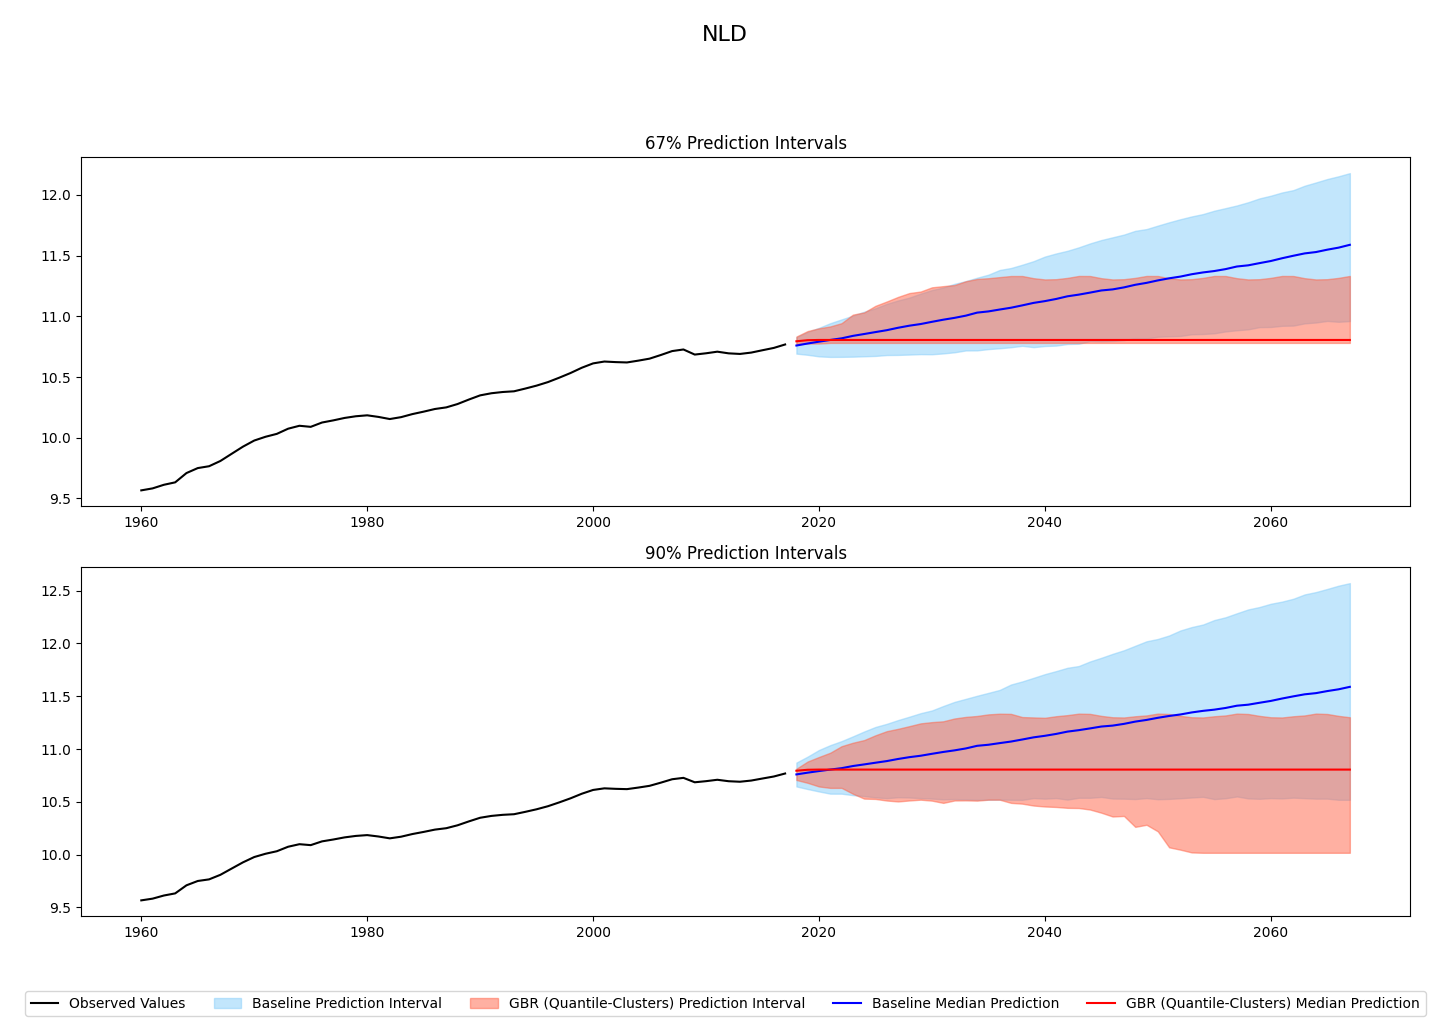 NLD
67% Prediction Intervals
12.0
11.5
11.0
10.5
10.0
9.5
1960 1980 2000 2020 2040 2060
90% Prediction Intervals
12.5
12.0
11.5
11.0
10.5
10.0
9.5
1960 1980 2000 2020 2040 2060
Observed Values Baseline Prediction Interval GBR (Quantile-Clusters) Prediction Interval Baseline Median Prediction GBR (Quantile-Clusters) Median Prediction